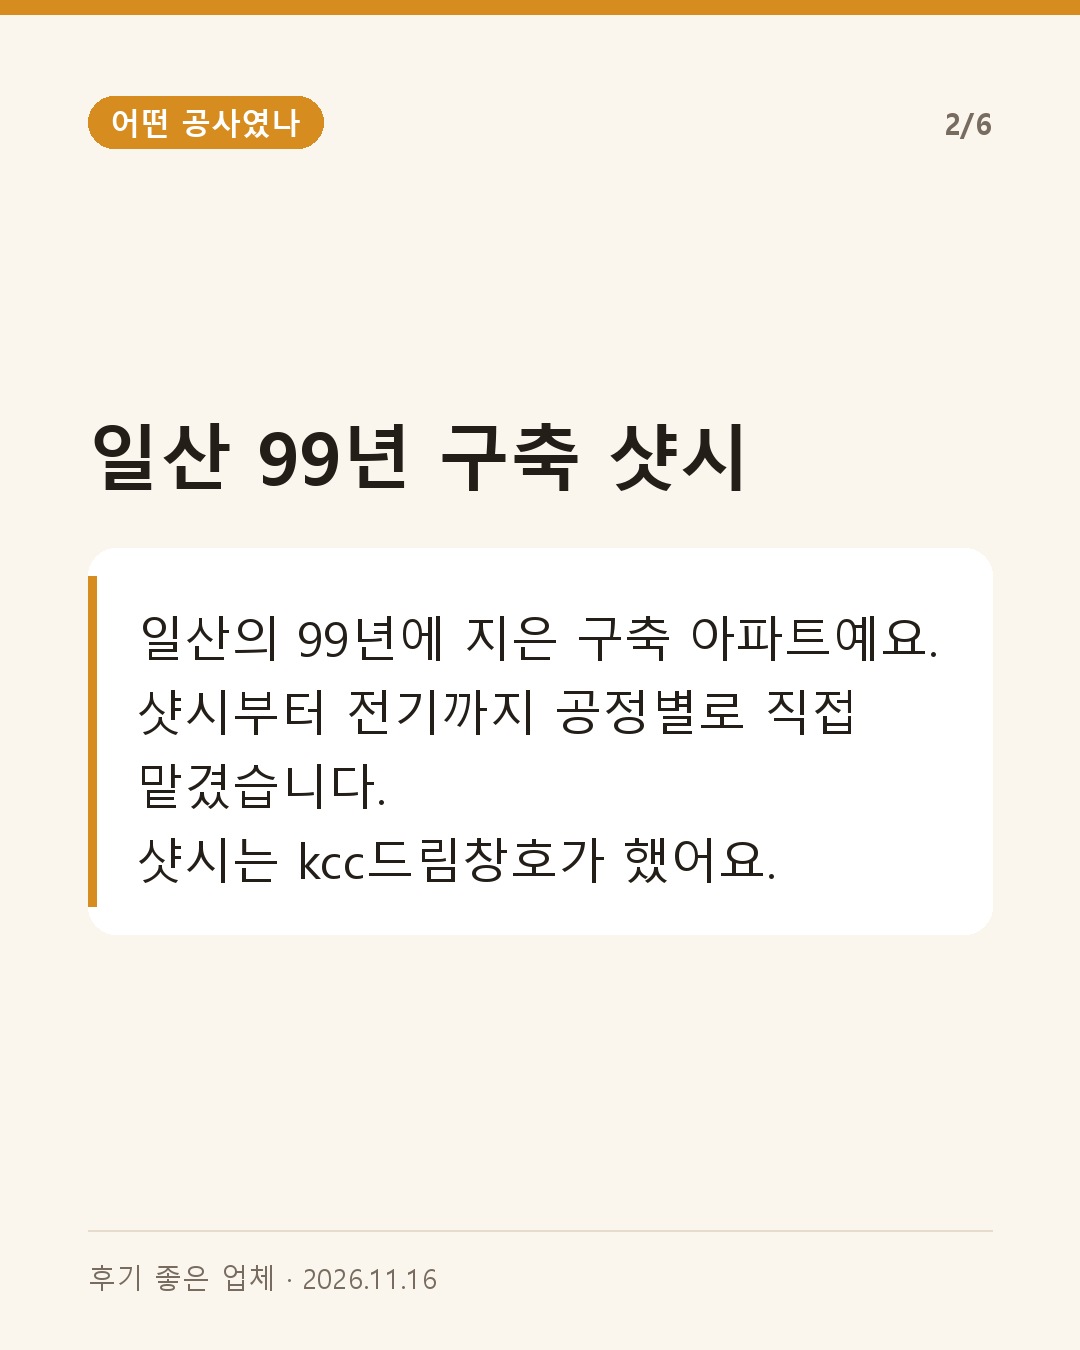 어떤 공사였나
2/6
일산 99년 구축 샷시
일산의 99년에 지은 구축 아파트예요.
샷시부터 전기까지 공정별로 직접
맡겼습니다.
샷시는 kcc드림창호가 했어요.
후기 좋은 업체 · 2026.11.16